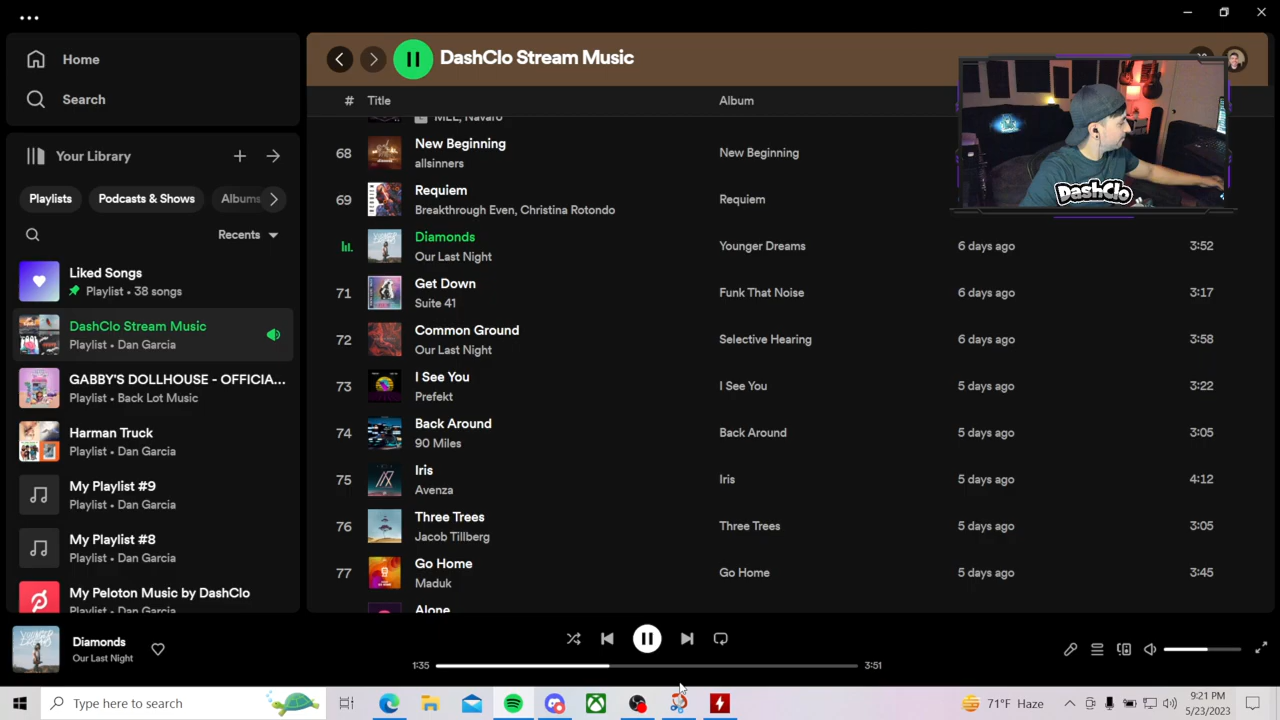 Home
Search
Your Library
Playlists
Podcasts & Shows
Albums
Recents
Liked Songs
Playlist • 38 songs
DashClo Stream Music
Playlist • Dan Garcia
GABBY'S DOLLHOUSE - OFFICIA...
Playlist • Back Lot Music
Harman Truck
Playlist • Dan Garcia
My Playlist #9
Playlist • Dan Garcia
My Playlist #8
Playlist • Dan Garcia
My Peloton Music by DashClo
Playlist • Dan Garcia
DashClo Stream Music
# Title Album
E MLE, Navaro
68 New Beginning New Beginning
allsinners
69 Requiem Requiem
Breakthrough Even, Christina Rotondo
Diamonds Younger Dreams 6 days ago 3:52
Our Last Night
71 Get Down Funk That Noise 6 days ago 3:17
Suite 41
72 Common Ground Selective Hearing 6 days ago 3:58
Our Last Night
73 I See You I See You 5 days ago 3:22
Prefekt
74 Back Around Back Around 5 days ago 3:05
90 Miles
75 Iris Iris 5 days ago 4:12
Avenza
76 Three Trees Three Trees 5 days ago 3:05
Jacob Tillberg
77 Go Home Go Home 5 days ago 3:45
Maduk
Alone
DashClo
Diamonds
Our Last Night
1:35 3:51
Type here to search
71°F Haze
9:21 PM
5/23/2023